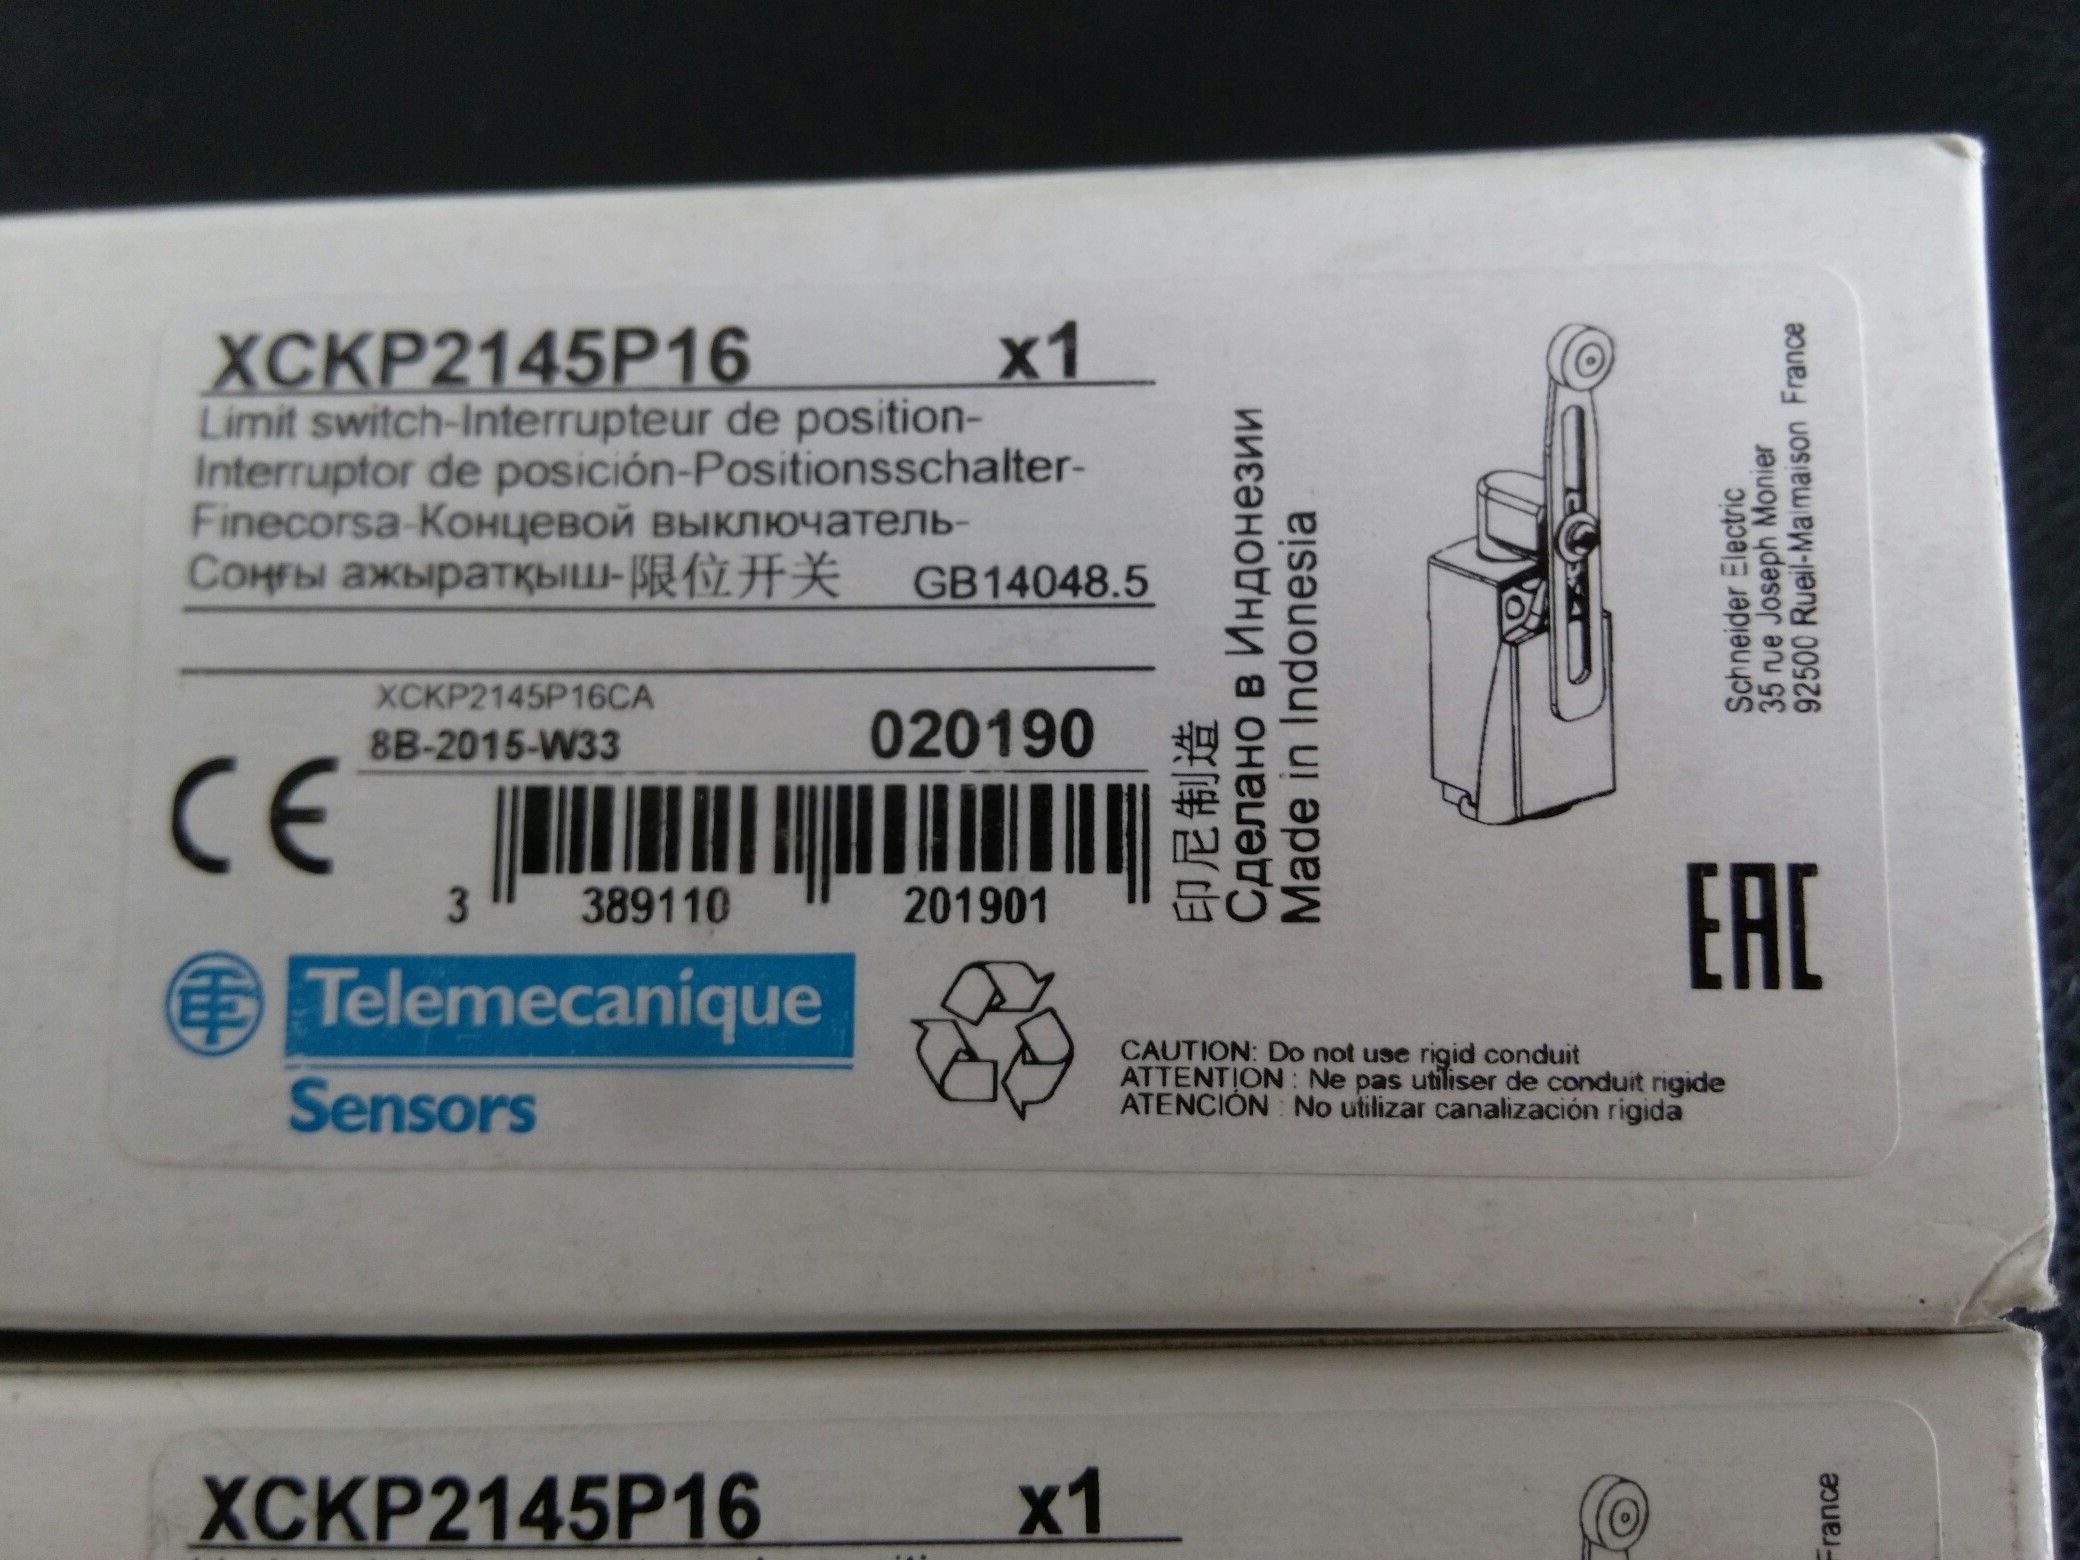 XCKP2145P16 x1
Limit switch-Interrupteur de position-
Interruptor de posición-Positionsschalter-
Finecorsa-Концевой выключатель-
Соңғы ажыратқыш-限位开关 GB14048.5
XCKP2145P16CA
8B-2015-W33 020190
CE
3 389110 201901
印尼制造
Сделано в Индонезии
Made in Indonesia
Schneider Electric
35 rue Joseph Monier
92500 Rueil-Malmaison France
EAC
Telemecanique
Sensors
CAUTION: Do not use rigid conduit
ATTENTION : Ne pas utiliser de conduit rigide
ATENCIÓN : No utilizar canalización rígida
XCKP2145P16 x1